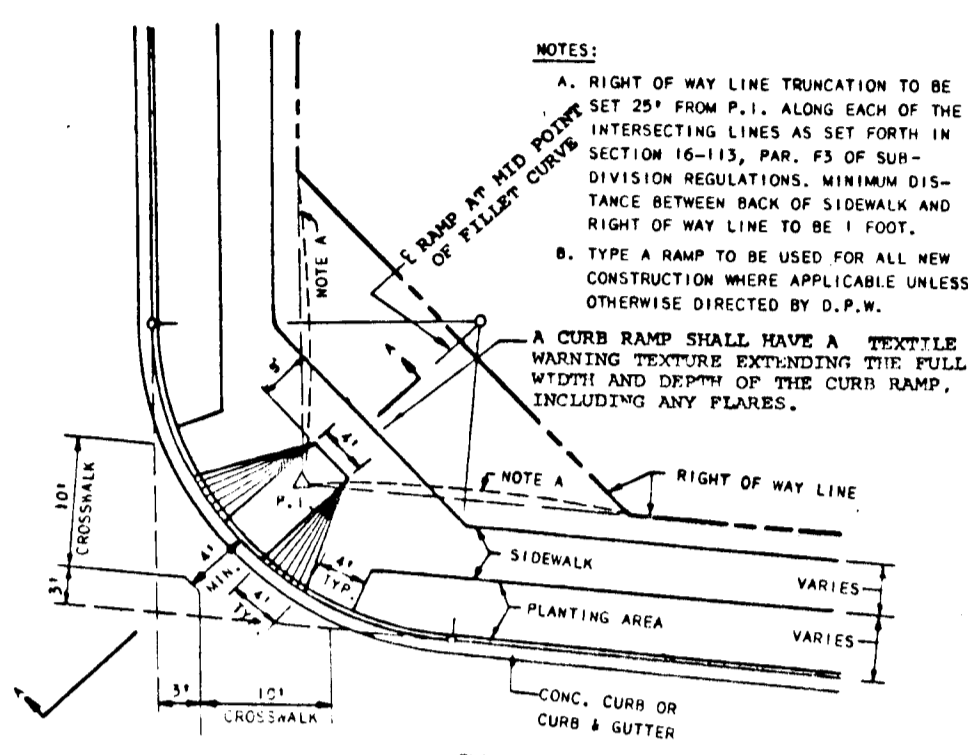 NOTES:
A. RIGHT OF WAY LINE TRUNCATION TO BE
SET 25' FROM P.I. ALONG EACH OF THE
INTERSECTING LINES AS SET FORTH IN
SECTION 16-113, PAR. F3 OF SUB-
DIVISION REGULATIONS. MINIMUM DIS-
TANCE BETWEEN BACK OF SIDEWALK AND
RIGHT OF WAY LINE TO BE 1 FOOT.
B. TYPE A RAMP TO BE USED FOR ALL NEW
CONSTRUCTION WHERE APPLICABLE UNLESS
OTHERWISE DIRECTED BY D.P.W.
A CURB RAMP SHALL HAVE A TEXTILE
WARNING TEXTURE EXTENDING THE FULL
WIDTH AND DEPTH OF THE CURB RAMP,
INCLUDING ANY FLARES.
℄ RAMP AT MID POINT
OF FILLET CURVE
NOTE A
A
5'
4'
P.I.
NOTE A
RIGHT OF WAY LINE
10'
CROSSWALK
3'
4'
MIN.
4'
TYP.
4'
TYP.
SIDEWALK
PLANTING AREA
VARIES
VARIES
A
3'
10'
CROSSWALK
CONC. CURB OR
CURB & GUTTER